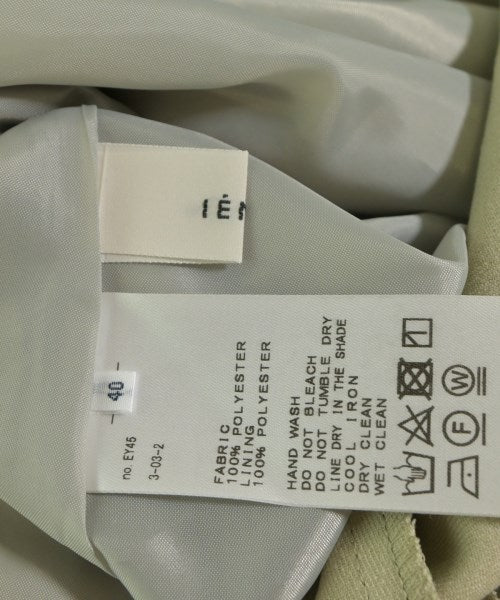 40
no. EY45
3-03-2
FABRIC
100% POLYESTER
LINING
100% POLYESTER
HAND WASH
DO NOT BLEACH
DO NOT TUMBLE DRY
LINE DRY IN THE SHADE
COOL IRON
DRY CLEAN
WET CLEAN
F
W